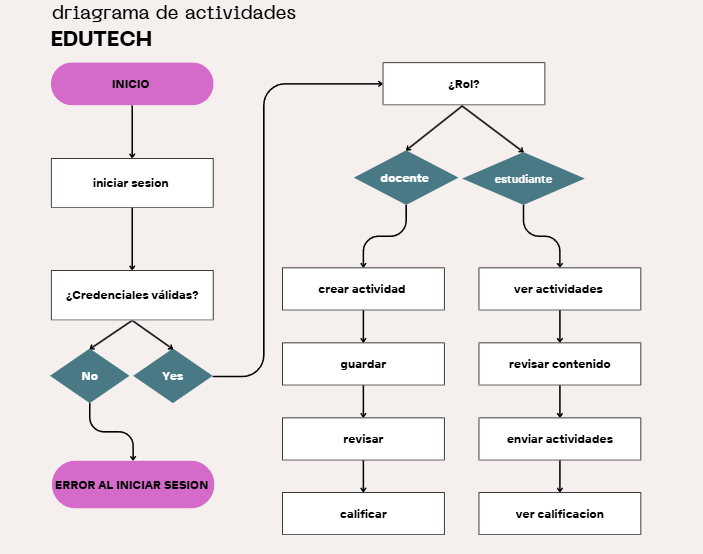 driagrama de actividades
EDUTECH
INICIO
iniciar sesion
¿Credenciales válidas?
No
Yes
ERROR AL INICIAR SESION
¿Rol?
docente
estudiante
crear actividad
guardar
revisar
calificar
ver actividades
revisar contenido
enviar actividades
ver calificacion